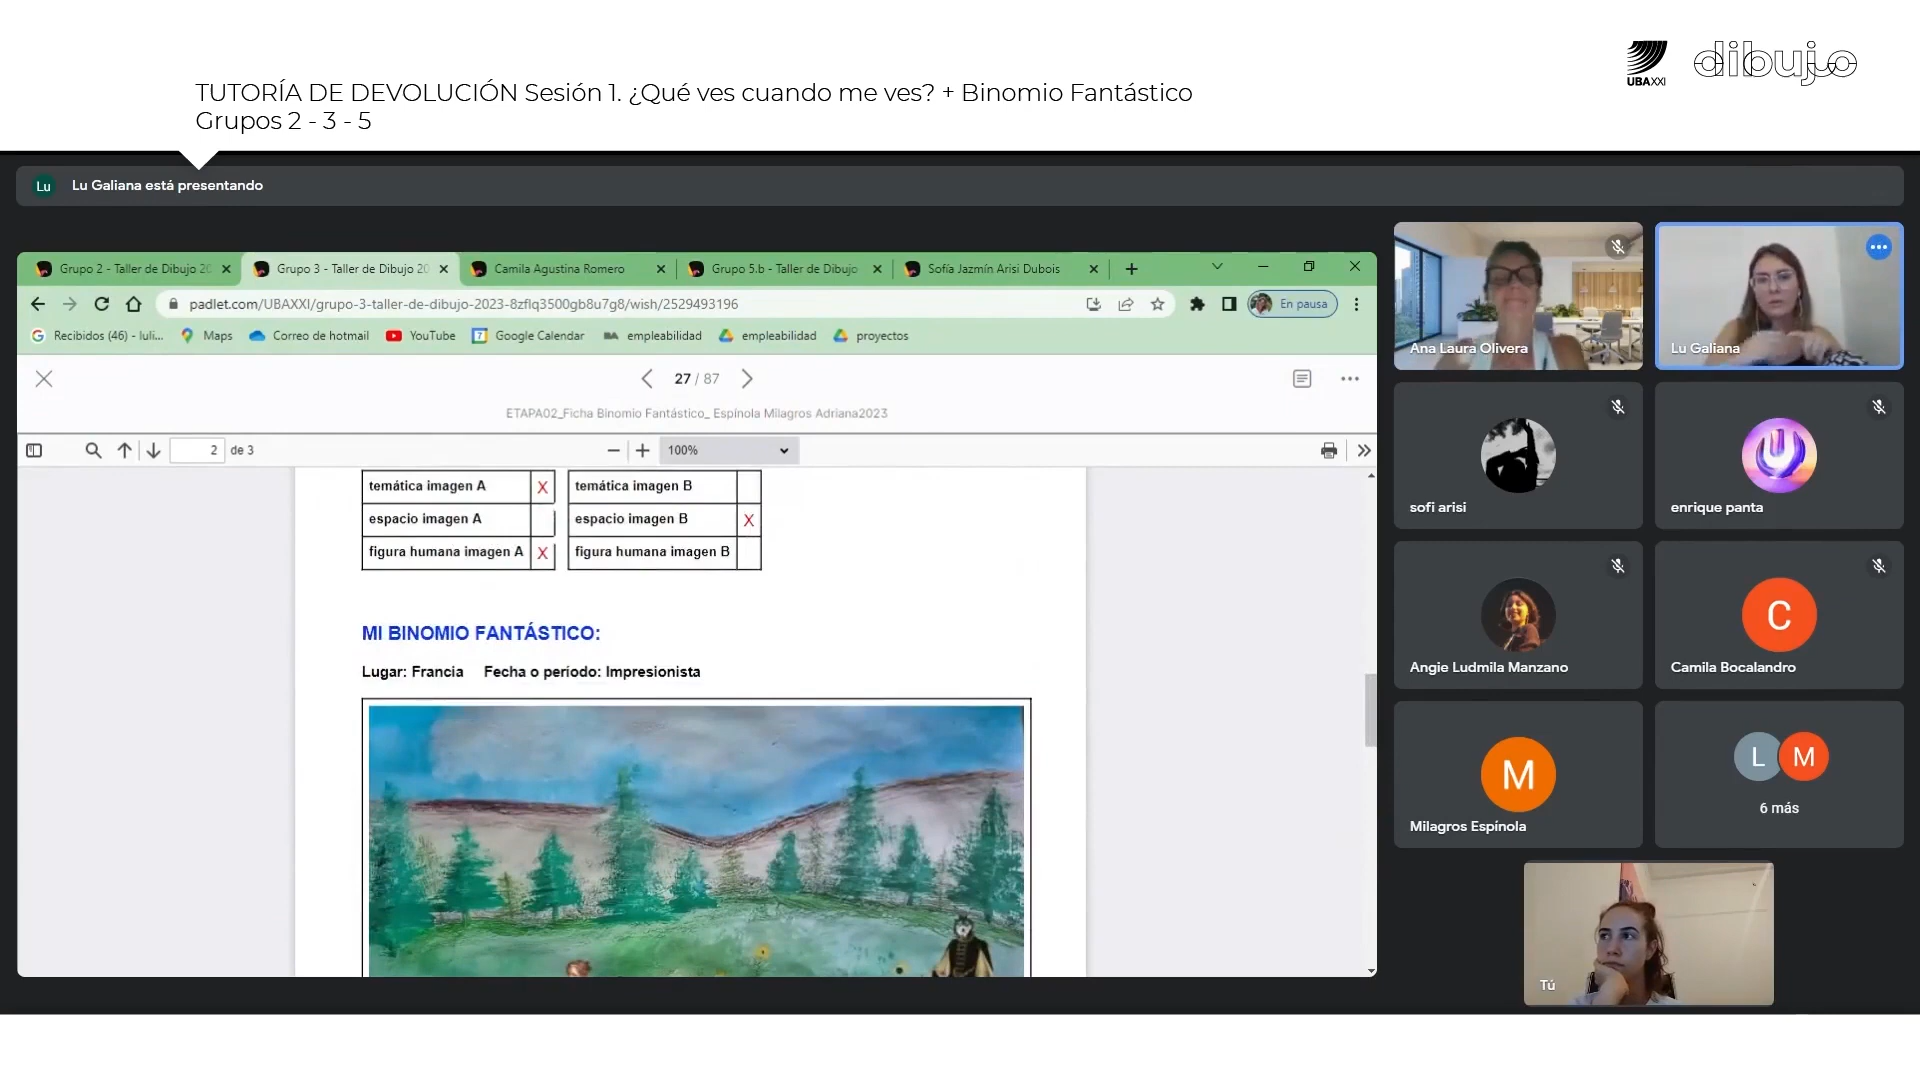 TUTORÍA DE DEVOLUCIÓN Sesión 1. ¿Qué ves cuando me ves? + Binomio Fantástico
Grupos 2 - 3 - 5
UBAXXI
dibujo
Lu
Lu Galiana está presentando
Grupo 2 - Taller de Dibujo 20
Grupo 3 - Taller de Dibujo 20
Camila Agustina Romero
Grupo 5.b - Taller de Dibujo
Sofía Jazmín Arisi Dubois
padlet.com/UBAXXI/grupo-3-taller-de-dibujo-2023-8zflq3500gb8u7g8/wish/2529493196
En pausa
Recibidos (46) - luli...
Maps
Correo de hotmail
YouTube
7
Google Calendar
empleabilidad
empleabilidad
proyectos
27 / 87
ETAPA02_Ficha Binomio Fantástico_ Espínola Milagros Adriana2023
2 de 3
100%
temática imagen A X temática imagen B
espacio imagen A espacio imagen B X
figura humana imagen A X figura humana imagen B
MI BINOMIO FANTÁSTICO:
Lugar: Francia Fecha o período: Impresionista
Ana Laura Olivera
Lu Galiana
sofi arisi
enrique panta
Angie Ludmila Manzano
C
Camila Bocalandro
M
Milagros Espínola
L M
6 más
Tú